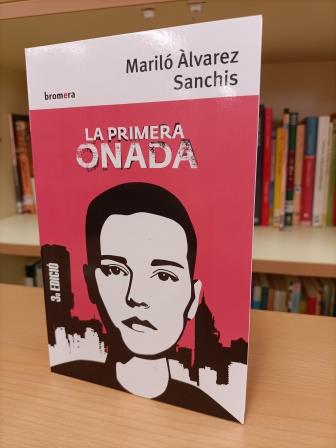 Mariló Àlvarez
Sanchis
bromera
LA PRIMERA
ONADA
3a EDICIÓ